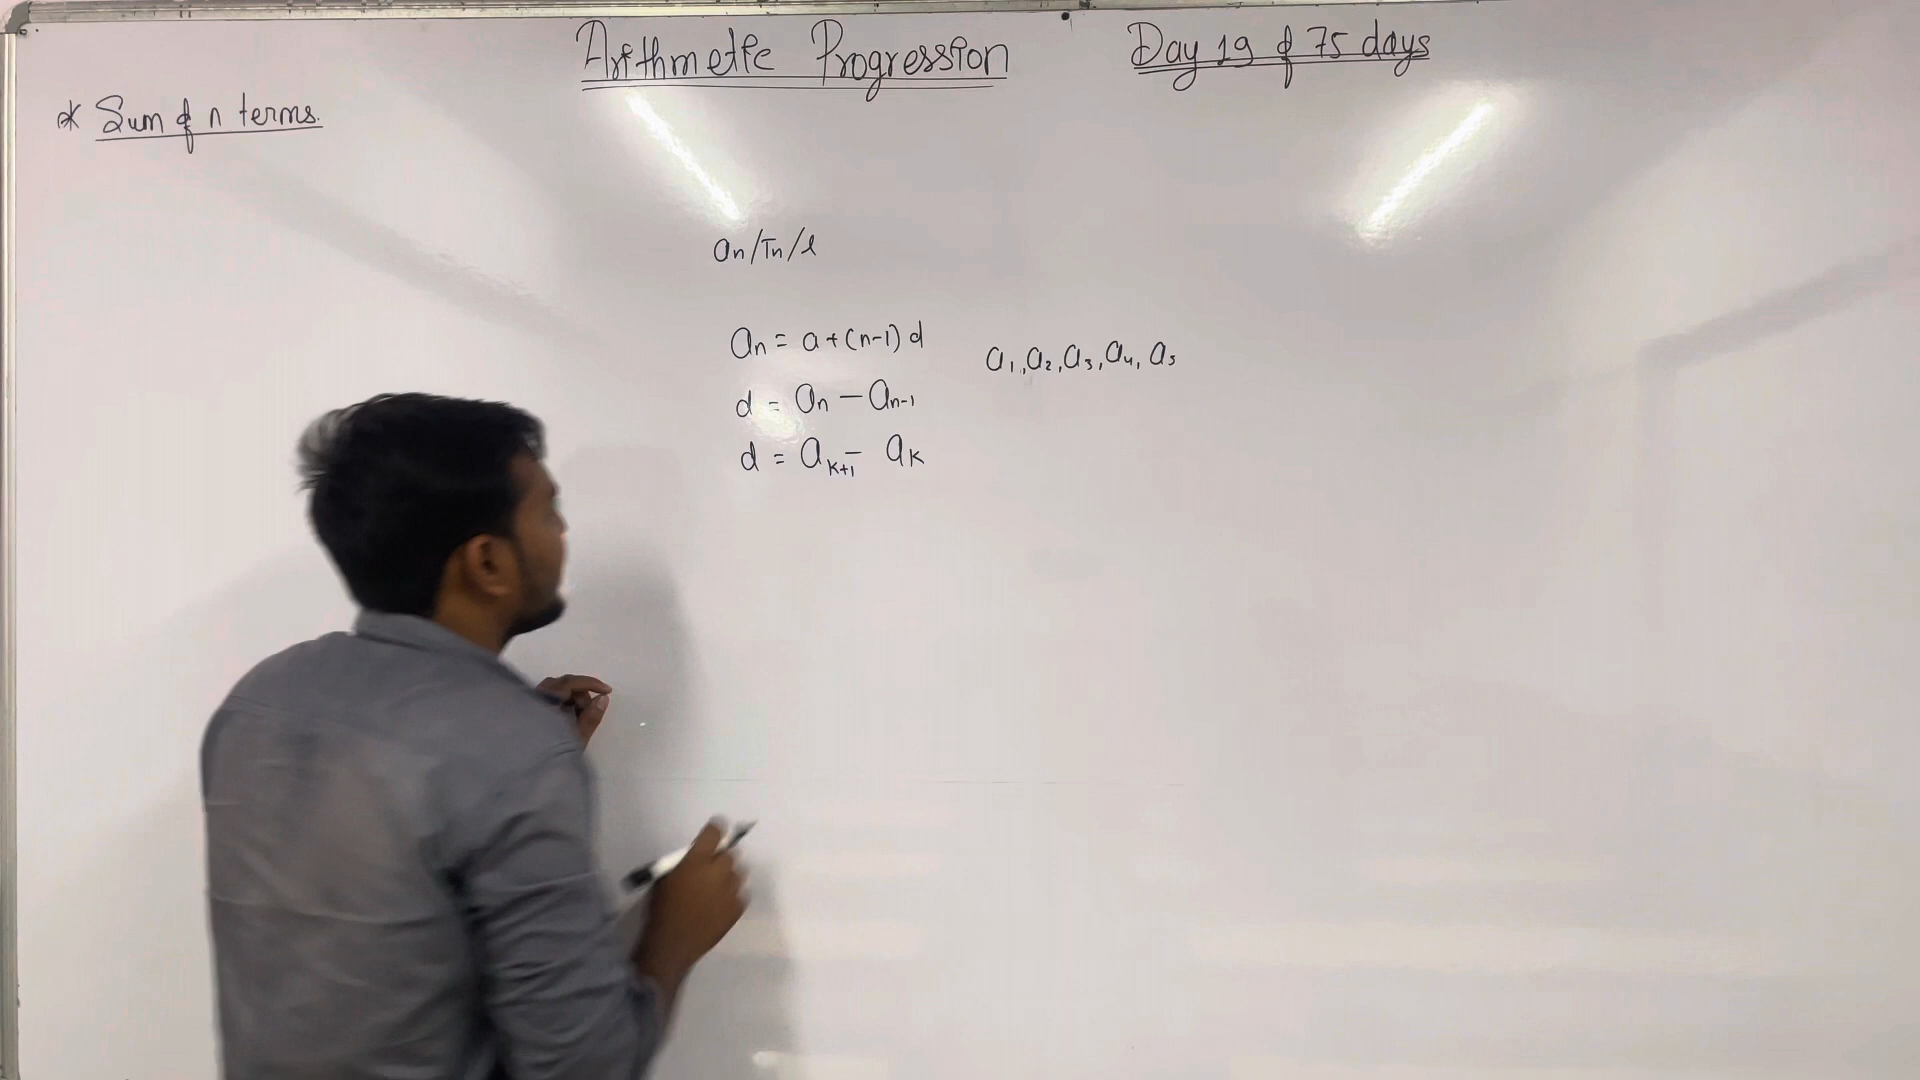 Arithmetic Progression
Day 19 of 75 days
* Sum of n terms.
an/Tn/l
an = a+(n-1) d
a1, a2, a3, a4, a5
d = an - an-1
d = ak+1 - ak